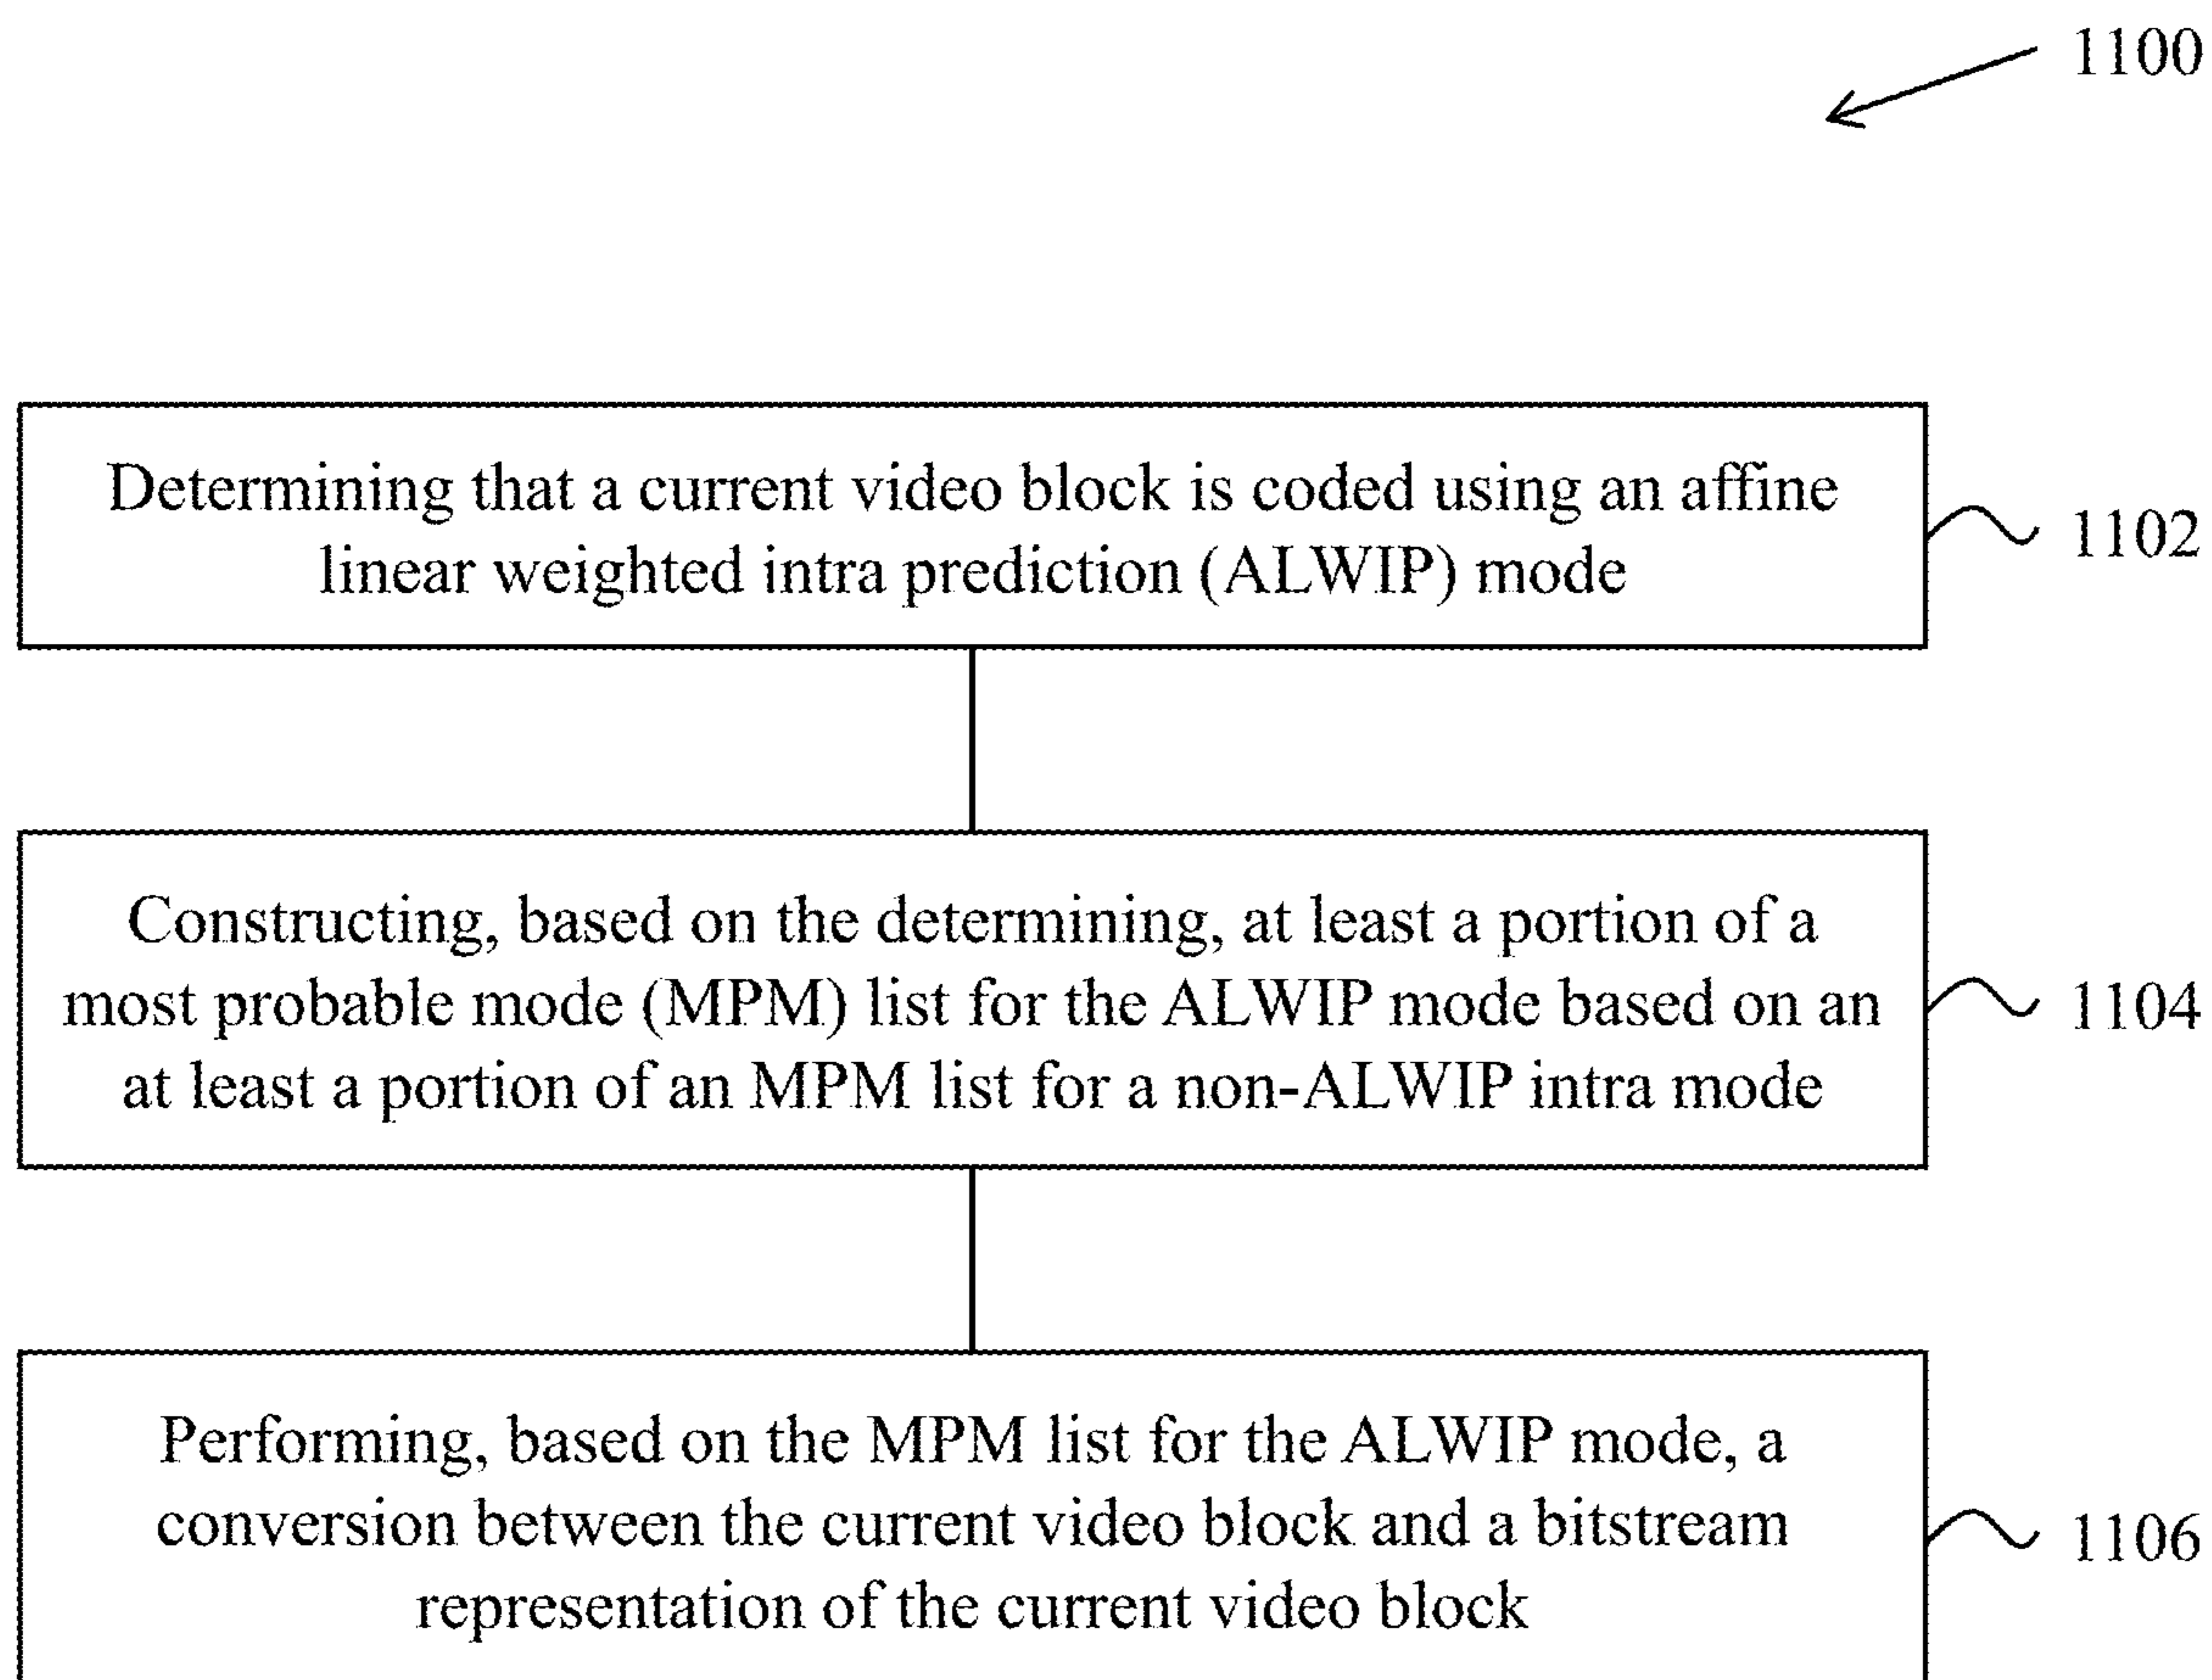 1100
Determining that a current video block is coded using an affine
linear weighted intra prediction (ALWIP) mode
1102
Constructing, based on the determining, at least a portion of a
most probable mode (MPM) list for the ALWIP mode based on an
at least a portion of an MPM list for a non-ALWIP intra mode
1104
Performing, based on the MPM list for the ALWIP mode, a
conversion between the current video block and a bitstream
representation of the current video block
1106